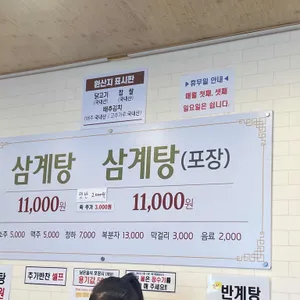 원산지 표시판
닭고기 찹 쌀
(국내산) (국내산)
배추김치
▶휴무일 안내◀
매월 첫째, 셋째
일요일은 쉽니다.
삼계탕 삼계탕(포장)
11,000원 11,000원
소주 5,000 맥주 5,000 청하 7,000 복분자 13,000 막걸리 3,000 음료 2,000
추가반찬 셀프
반계탕